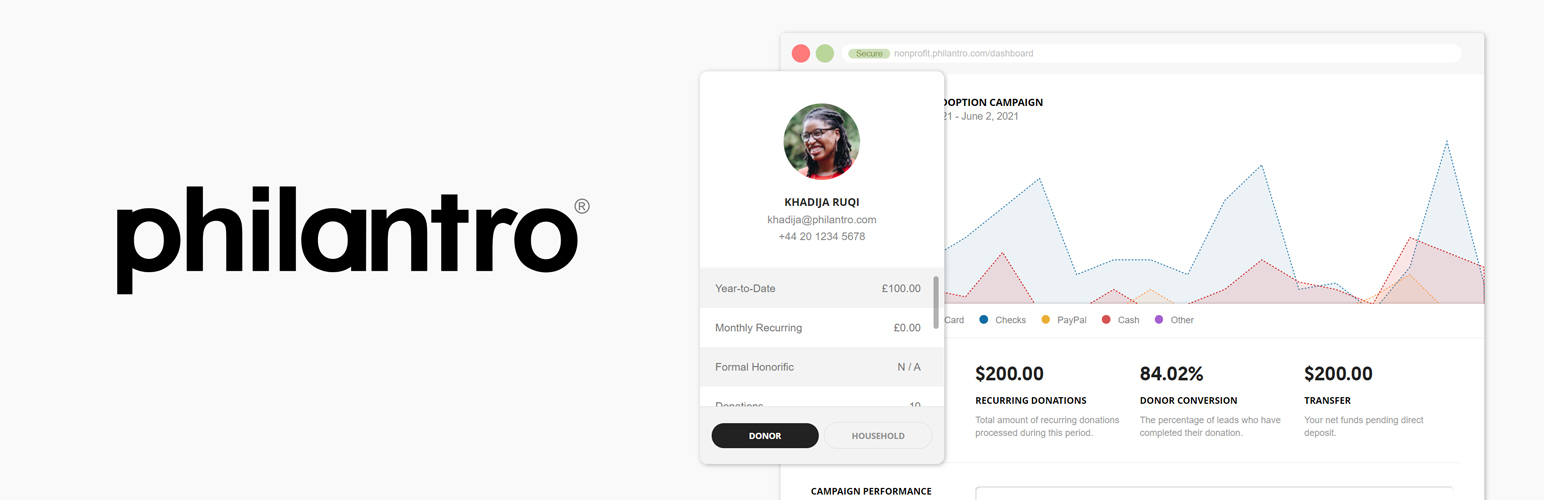 philantro®
Secure nonprofit.philantro.com/dashboard
DOPTION CAMPAIGN
21 - June 2, 2021
KHADIJA RUQI
khadija@philantro.com
+44 20 1234 5678
Year-to-Date £100.00
Monthly Recurring £0.00
Formal Honorific N / A
Donations 10
DONOR HOUSEHOLD
Card Checks PayPal Cash Other
$200.00
RECURRING DONATIONS
Total amount of recurring donations
processed during this period.
84.02%
DONOR CONVERSION
The percentage of leads who have
completed their donation.
$200.00
TRANSFER
Your net funds pending direct
deposit.
CAMPAIGN PERFORMANCE